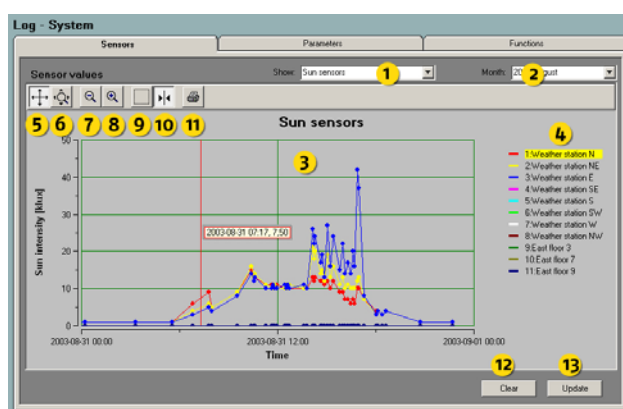 Log - System
Sensors Parameters Functions
Sensor values Show: Sun sensors 1 Month: 2 gust
5 6 7 8 9 10 11
Sun sensors
50
40
30
20
10
0
Sun intensity [klux]
3
2003-08-31 07:17, 7,50
4
1:Weather station N
2:Weather station NE
3:Weather station E
4:Weather station SE
5:Weather station S
6:Weather station SW
7:Weather station W
8:Weather station NW
9:East floor 3
10:East floor 7
11:East floor 9
2003-08-31 00:00 2003-08-31 12:00 2003-09-01 00:00
Time
12 13
Clear Update